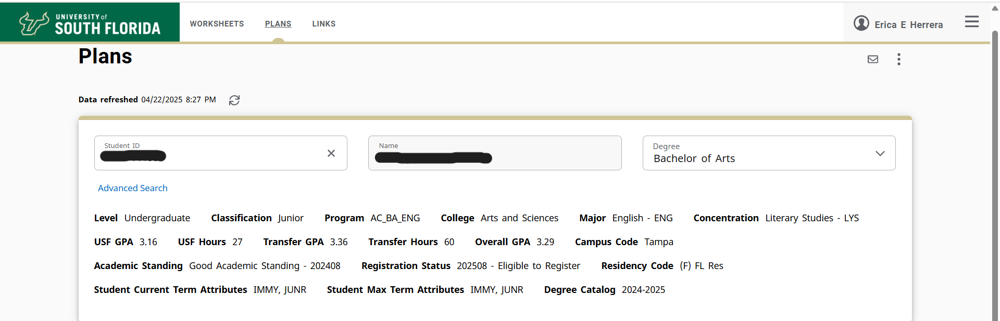 UNIVERSITY of
SOUTH FLORIDA
WORKSHEETS PLANS LINKS
Erica E Herrera
Plans
Data refreshed 04/22/2025 8:27 PM
Student ID
Name
Degree
Bachelor of Arts
Advanced Search
Level Undergraduate Classification Junior Program AC_BA_ENG College Arts and Sciences Major English - ENG Concentration Literary Studies - LYS
USF GPA 3.16 USF Hours 27 Transfer GPA 3.36 Transfer Hours 60 Overall GPA 3.29 Campus Code Tampa
Academic Standing Good Academic Standing - 202408 Registration Status 202508 - Eligible to Register Residency Code (F) FL Res
Student Current Term Attributes IMMY, JUNR Student Max Term Attributes IMMY, JUNR Degree Catalog 2024-2025